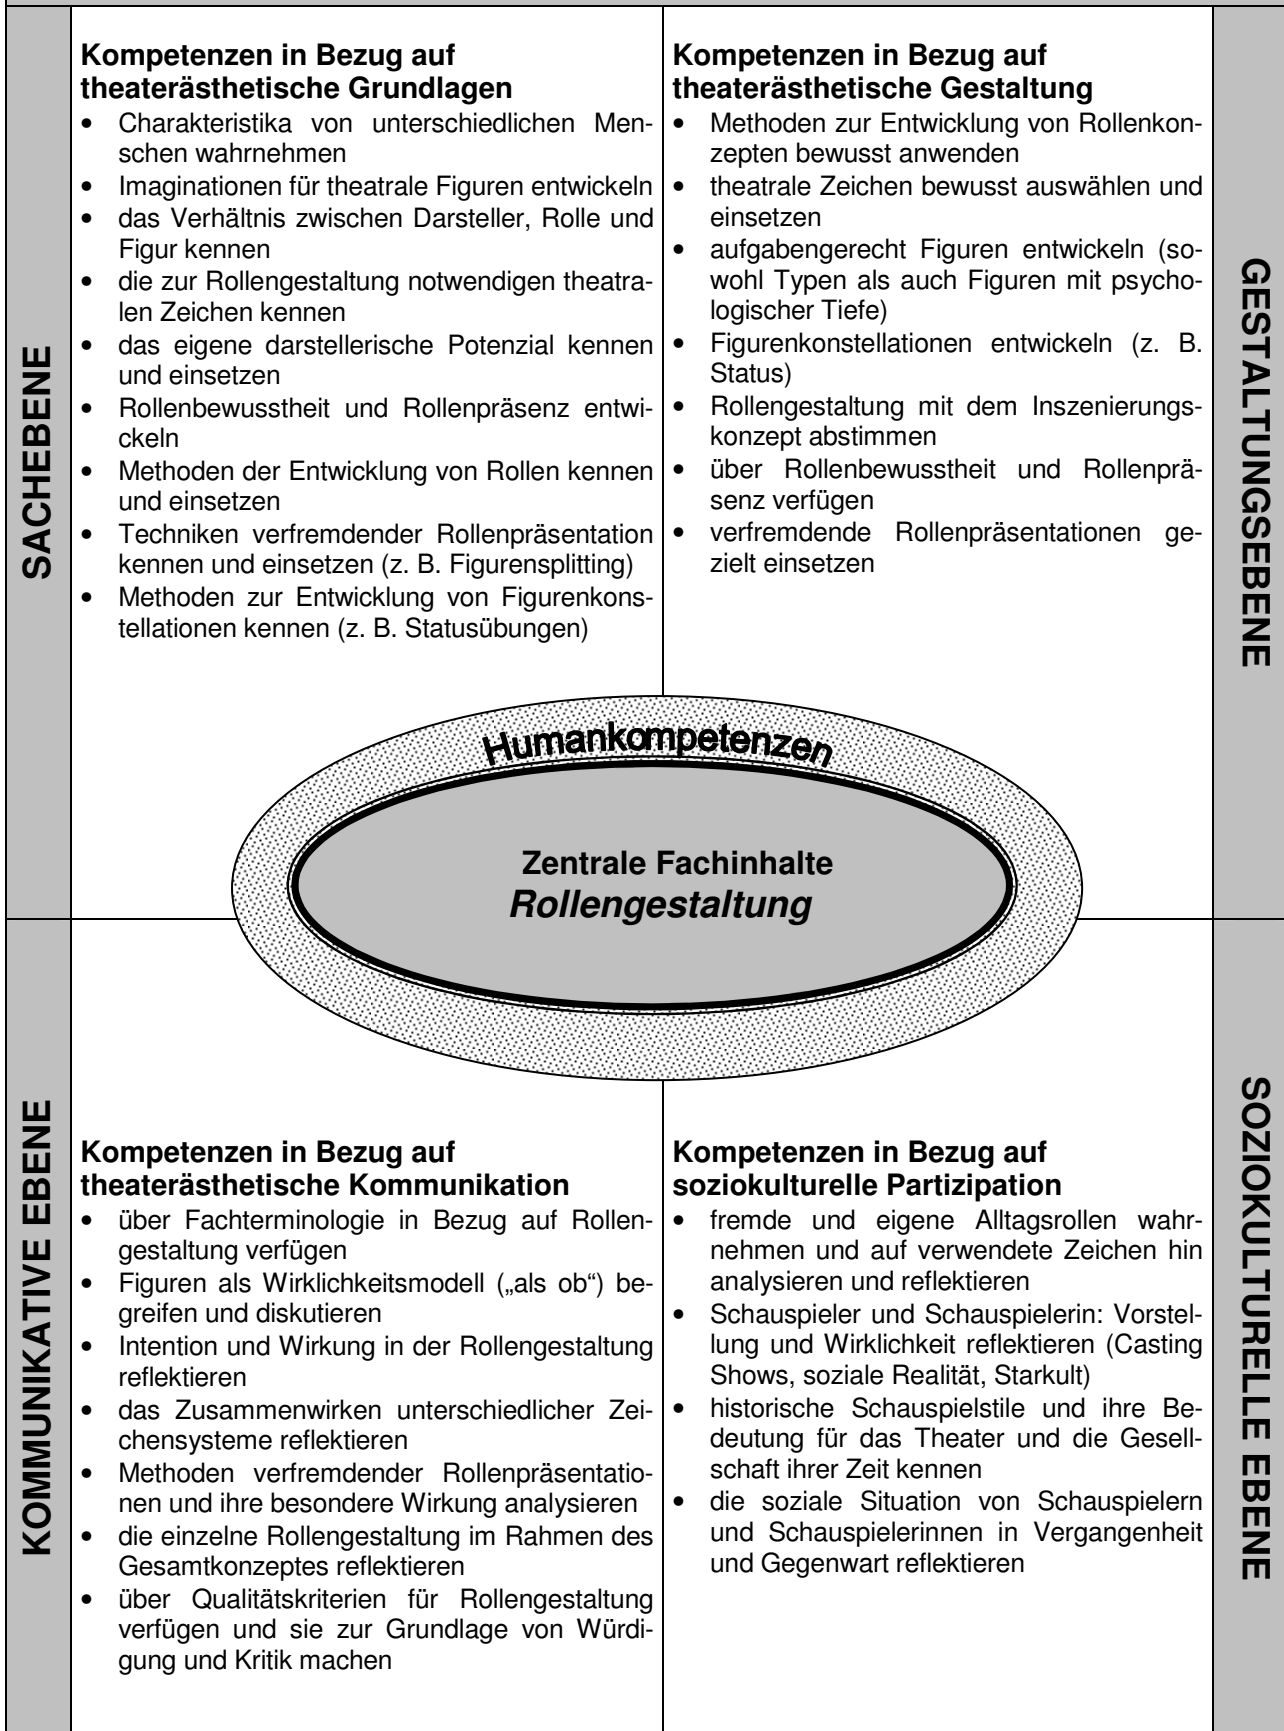 SACHEBENE
Kompetenzen in Bezug auf
theaterästhetische Grundlagen
• Charakteristika von unterschiedlichen Men-
schen wahrnehmen
• Imaginationen für theatrale Figuren entwickeln
• das Verhältnis zwischen Darsteller, Rolle und
Figur kennen
• die zur Rollengestaltung notwendigen theatra-
len Zeichen kennen
• das eigene darstellerische Potenzial kennen
und einsetzen
• Rollenbewusstheit und Rollenpräsenz entwi-
ckeln
• Methoden der Entwicklung von Rollen kennen
und einsetzen
• Techniken verfremdender Rollenpräsentation
kennen und einsetzen (z. B. Figurensplitting)
• Methoden zur Entwicklung von Figurenkons-
tellationen kennen (z. B. Statusübungen)
Kompetenzen in Bezug auf
theaterästhetische Gestaltung
• Methoden zur Entwicklung von Rollenkon-
zepten bewusst anwenden
• theatrale Zeichen bewusst auswählen und
einsetzen
• aufgabengerecht Figuren entwickeln (so-
wohl Typen als auch Figuren mit psycho-
logischer Tiefe)
• Figurenkonstellationen entwickeln (z. B.
Status)
• Rollengestaltung mit dem Inszenierungs-
konzept abstimmen
• über Rollenbewusstheit und Rollenprä-
senz verfügen
• verfremdende Rollenpräsentationen ge-
zielt einsetzen
GESTALTUNGSEBENE
Humankompetenzen
Zentrale Fachinhalte
Rollengestaltung
KOMMUNIKATIVE EBENE
Kompetenzen in Bezug auf
theaterästhetische Kommunikation
• über Fachterminologie in Bezug auf Rollen-
gestaltung verfügen
• Figuren als Wirklichkeitsmodell („als ob“) be-
greifen und diskutieren
• Intention und Wirkung in der Rollengestaltung
reflektieren
• das Zusammenwirken unterschiedlicher Zei-
chensysteme reflektieren
• Methoden verfremdender Rollenpräsentatio-
nen und ihre besondere Wirkung analysieren
• die einzelne Rollengestaltung im Rahmen des
Gesamtkonzeptes reflektieren
• über Qualitätskriterien für Rollengestaltung
verfügen und sie zur Grundlage von Würdi-
gung und Kritik machen
Kompetenzen in Bezug auf
soziokulturelle Partizipation
• fremde und eigene Alltagsrollen wahr-
nehmen und auf verwendete Zeichen hin
analysieren und reflektieren
• Schauspieler und Schauspielerin: Vorstel-
lung und Wirklichkeit reflektieren (Casting
Shows, soziale Realität, Starkult)
• historische Schauspielstile und ihre Be-
deutung für das Theater und die Gesell-
schaft ihrer Zeit kennen
• die soziale Situation von Schauspielern
und Schauspielerinnen in Vergangenheit
und Gegenwart reflektieren
SOZIOKULTURELLE EBENE